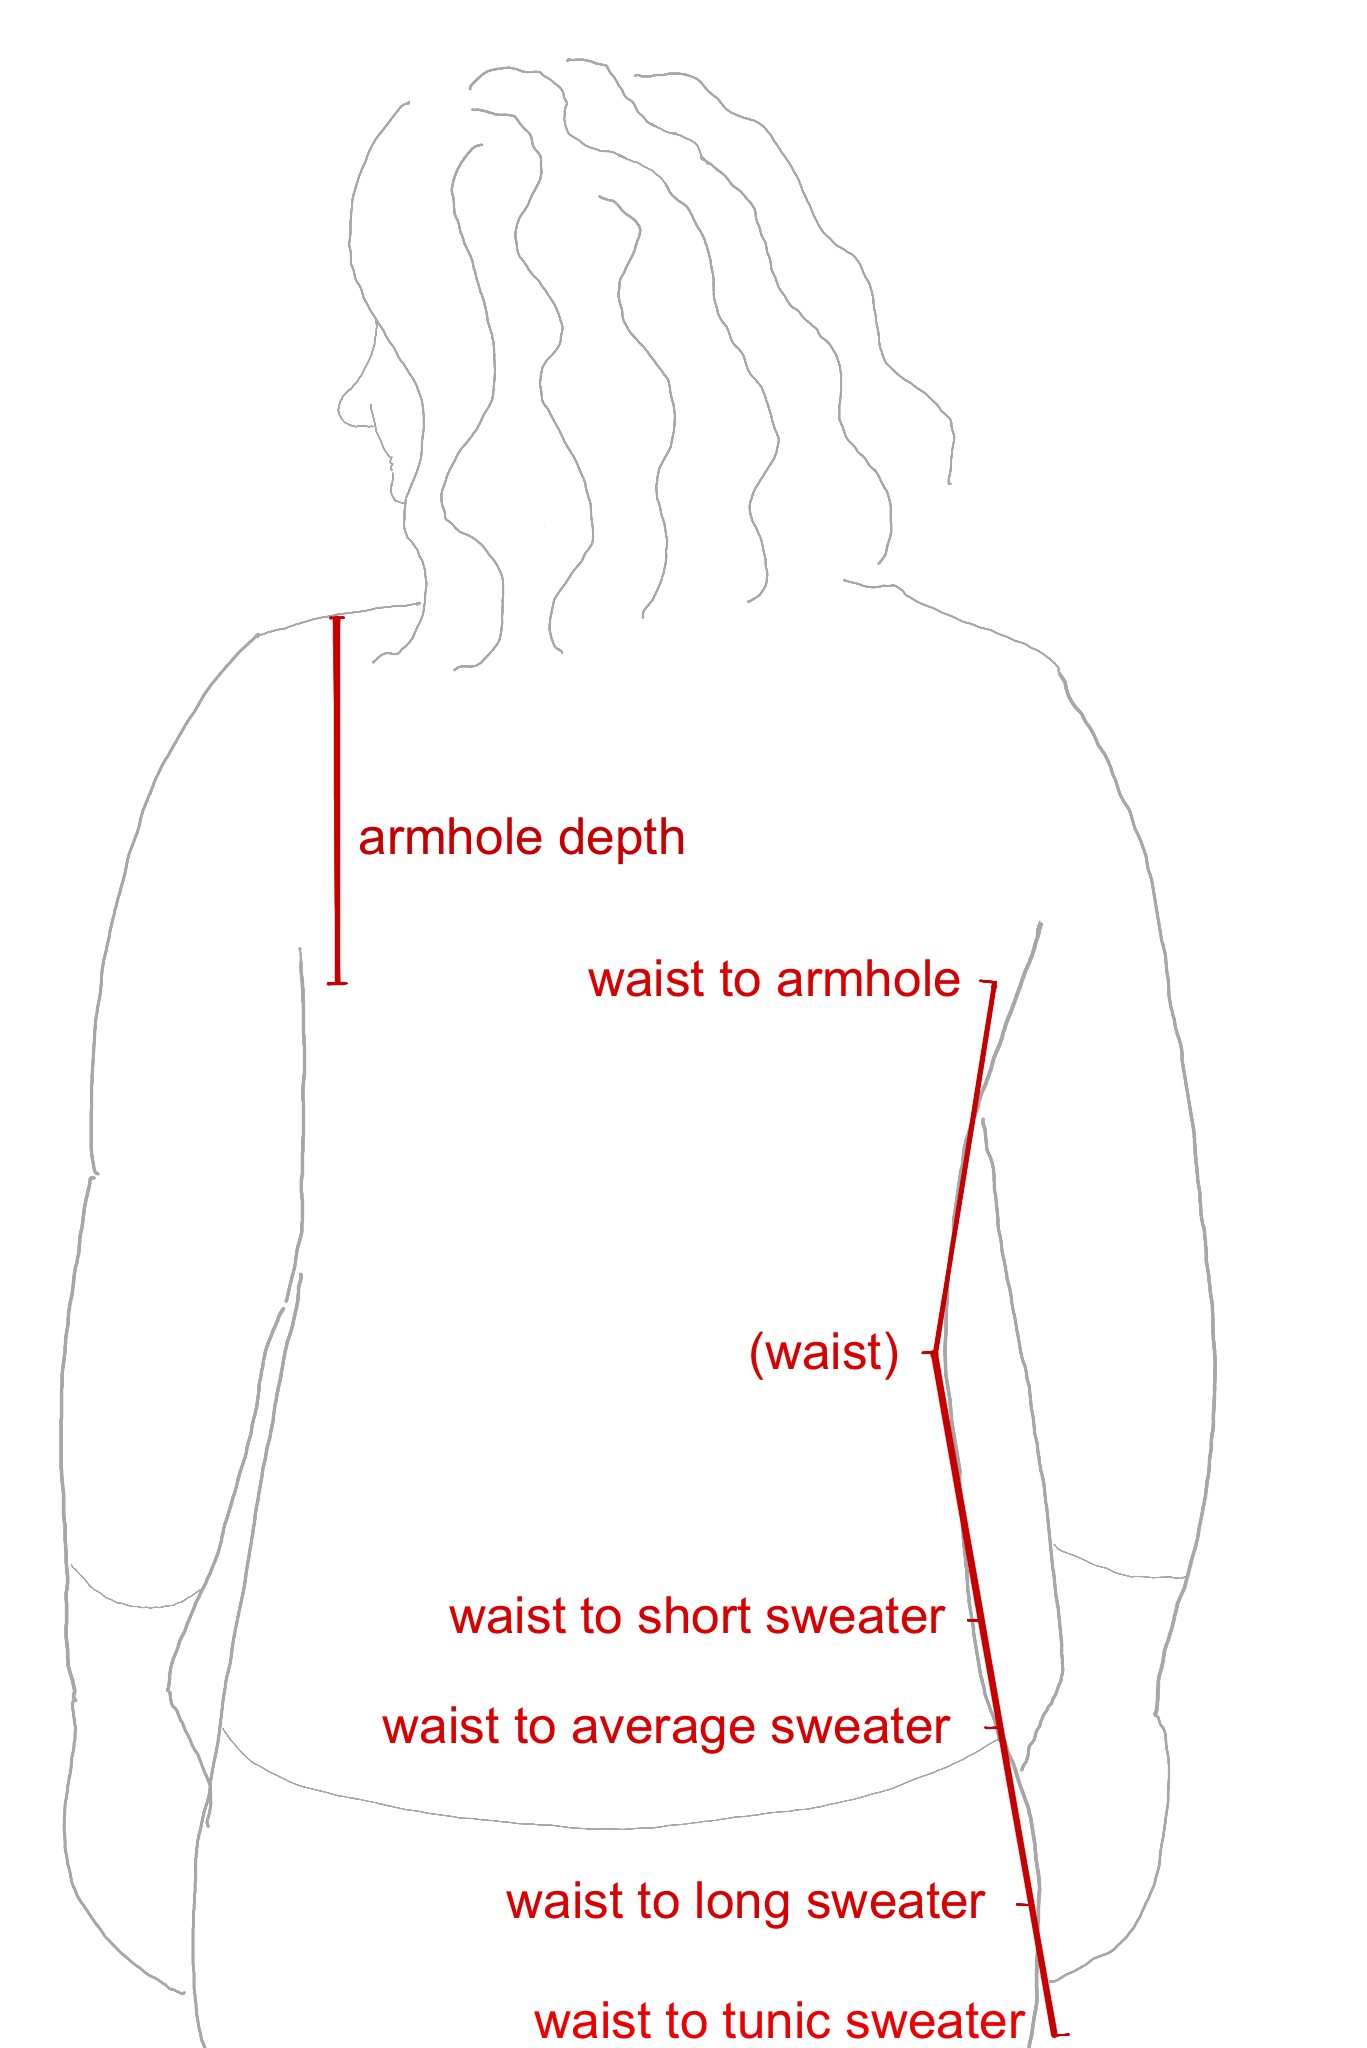 armhole depth
waist to armhole
(waist)
waist to short sweater
waist to average sweater
waist to long sweater
waist to tunic sweater